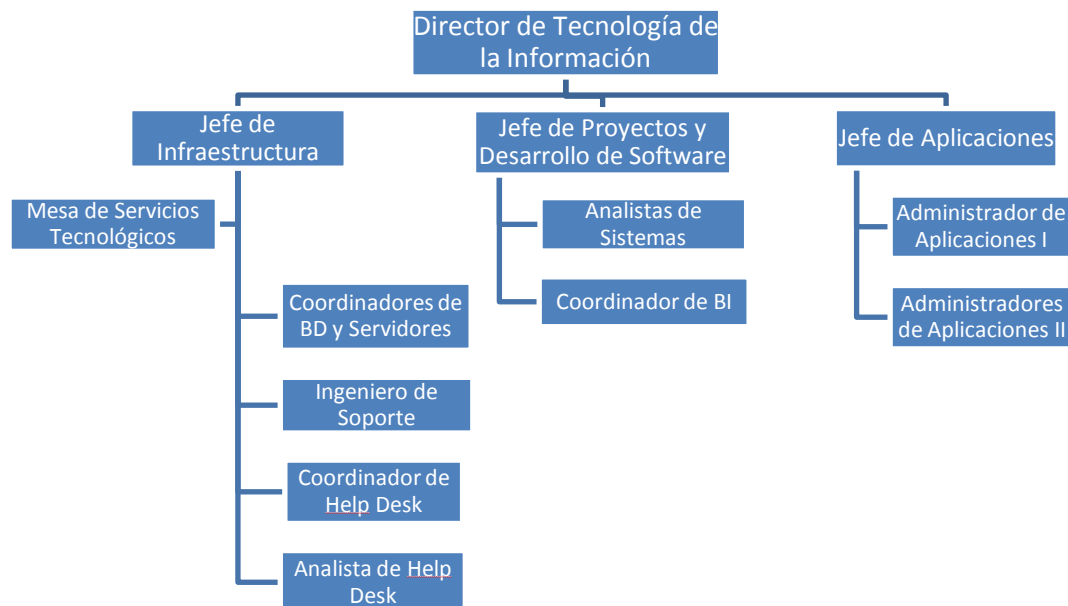 Director de Tecnología de
la Información
Jefe de
Infraestructura
Jefe de Proyectos y
Desarrollo de Software
Jefe de Aplicaciones
Mesa de Servicios
Tecnológicos
Analistas de
Sistemas
Administrador de
Aplicaciones I
Coordinadores de
BD y Servidores
Coordinador de BI
Administradores
de Aplicaciones II
Ingeniero de
Soporte
Coordinador de
Help Desk
Analista de Help
Desk